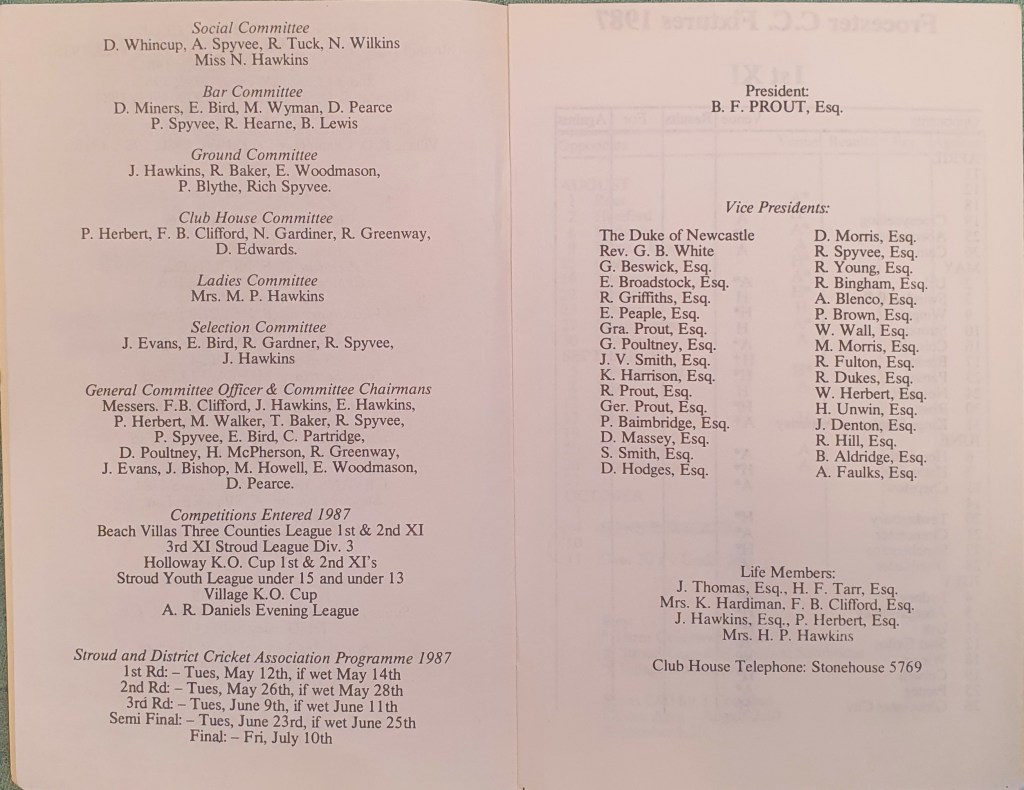 Social Committee
D. Whincup, A. Spyvee, R. Tuck, N. Wilkins
Miss N. Hawkins
Bar Committee
D. Miners, E. Bird, M. Wyman, D. Pearce
P. Spyvee, R. Hearne, B. Lewis
Ground Committee
J. Hawkins, R. Baker, E. Woodmason,
P. Blythe, Rich Spyvee.
Club House Committee
P. Herbert, F. B. Clifford, N. Gardiner, R. Greenway,
D. Edwards.
Ladies Committee
Mrs. M. P. Hawkins
Selection Committee
J. Evans, E. Bird, R. Gardner, R. Spyvee,
J. Hawkins
General Committee Officer & Committee Chairmans
Messers. F.B. Clifford, J. Hawkins, E. Hawkins,
P. Herbert, M. Walker, T. Baker, R. Spyvee,
P. Spyvee, E. Bird, C. Partridge,
D. Poultney, H. McPherson, R. Greenway,
J. Evans, J. Bishop, M. Howell, E. Woodmason,
D. Pearce.
Competitions Entered 1987
Beach Villas Three Counties League 1st & 2nd XI
3rd XI Stroud League Div. 3
Holloway K.O. Cup 1st & 2nd XI's
Stroud Youth League under 15 and under 13
Village K.O. Cup
A. R. Daniels Evening League
Stroud and District Cricket Association Programme 1987
1st Rd: – Tues, May 12th, if wet May 14th
2nd Rd: – Tues, May 26th, if wet May 28th
3rd Rd: – Tues, June 9th, if wet June 11th
Semi Final: – Tues, June 23rd, if wet June 25th
Final: – Fri, July 10th
President:
B. F. PROUT, Esq.
Vice Presidents:
The Duke of Newcastle
Rev. G. B. White
G. Beswick, Esq.
E. Broadstock, Esq.
R. Griffiths, Esq.
E. Peaple, Esq.
Gra. Prout, Esq.
G. Poultney, Esq.
J. V. Smith, Esq.
K. Harrison, Esq.
R. Prout, Esq.
Ger. Prout, Esq.
P. Baimbridge, Esq.
D. Massey, Esq.
S. Smith, Esq.
D. Hodges, Esq.
D. Morris, Esq.
R. Spyvee, Esq.
R. Young, Esq.
R. Bingham, Esq.
A. Blenco, Esq.
P. Brown, Esq.
W. Wall, Esq.
M. Morris, Esq.
R. Fulton, Esq.
R. Dukes, Esq.
W. Herbert, Esq.
H. Unwin, Esq.
J. Denton, Esq.
R. Hill, Esq.
B. Aldridge, Esq.
A. Faulks, Esq.
Life Members:
J. Thomas, Esq., H. F. Tarr, Esq.
Mrs. K. Hardiman, F. B. Clifford, Esq.
J. Hawkins, Esq., P. Herbert, Esq.
Mrs. H. P. Hawkins
Club House Telephone: Stonehouse 5769